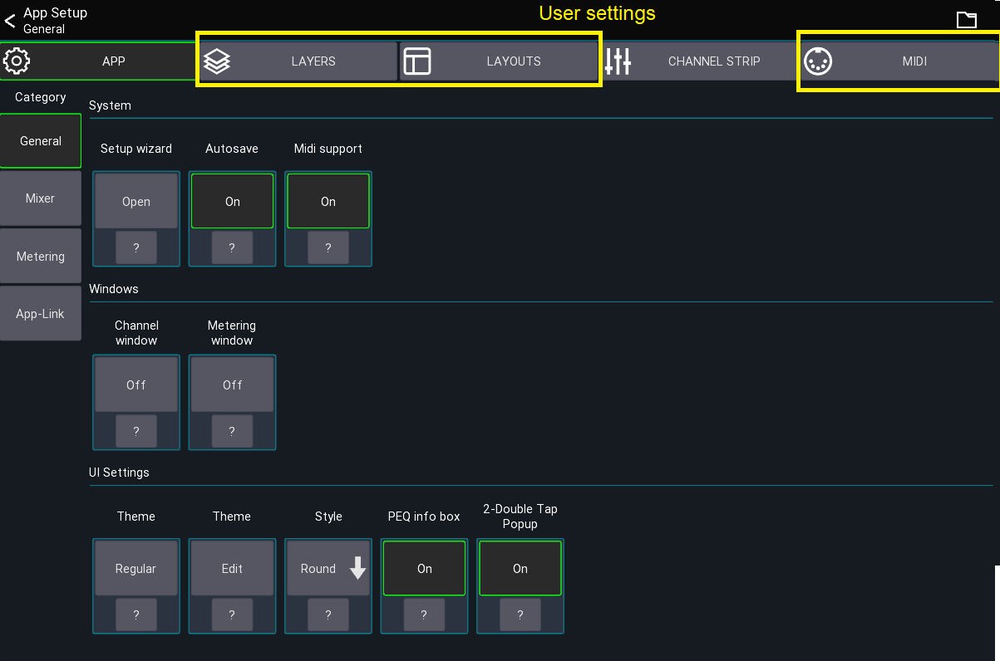 App Setup
General
User settings
APP
LAYERS
LAYOUTS
CHANNEL STRIP
MIDI
Category
General
Mixer
Metering
App-Link
System
Setup wizard
Autosave
Midi support
Open
On
On
?
?
?
Windows
Channel
window
Metering
window
Off
Off
?
?
UI Settings
Theme
Theme
Style
PEQ info box
2-Double Tap
Popup
Regular
Edit
Round
On
On
?
?
?
?
?